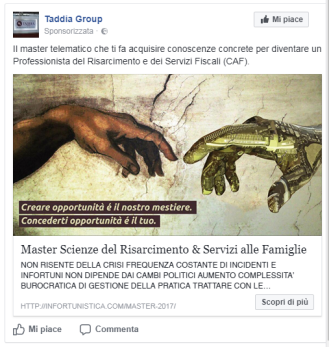 Taddia Group
Mi piace
Sponsorizzata ·
Il master telematico che ti fa acquisire conoscenze concrete per diventare un
Professionista del Risarcimento e dei Servizi Fiscali (CAF).
Creare opportunità è il nostro mestiere.
Concederti opportunità è il tuo.
Master Scienze del Risarcimento & Servizi alle Famiglie
NON RISENTE DELLA CRISI FREQUENZA COSTANTE DI INCIDENTI E
INFORTUNI NON DIPENDE DAI CAMBI POLITICI AUMENTO COMPLESSITA'
BUROCRATICA DI GESTIONE DELLA PRATICA TRATTARE CON LE...
HTTP://INFORTUNISTICA.COM/MASTER-2017/
Scopri di più
Mi piace Commenta